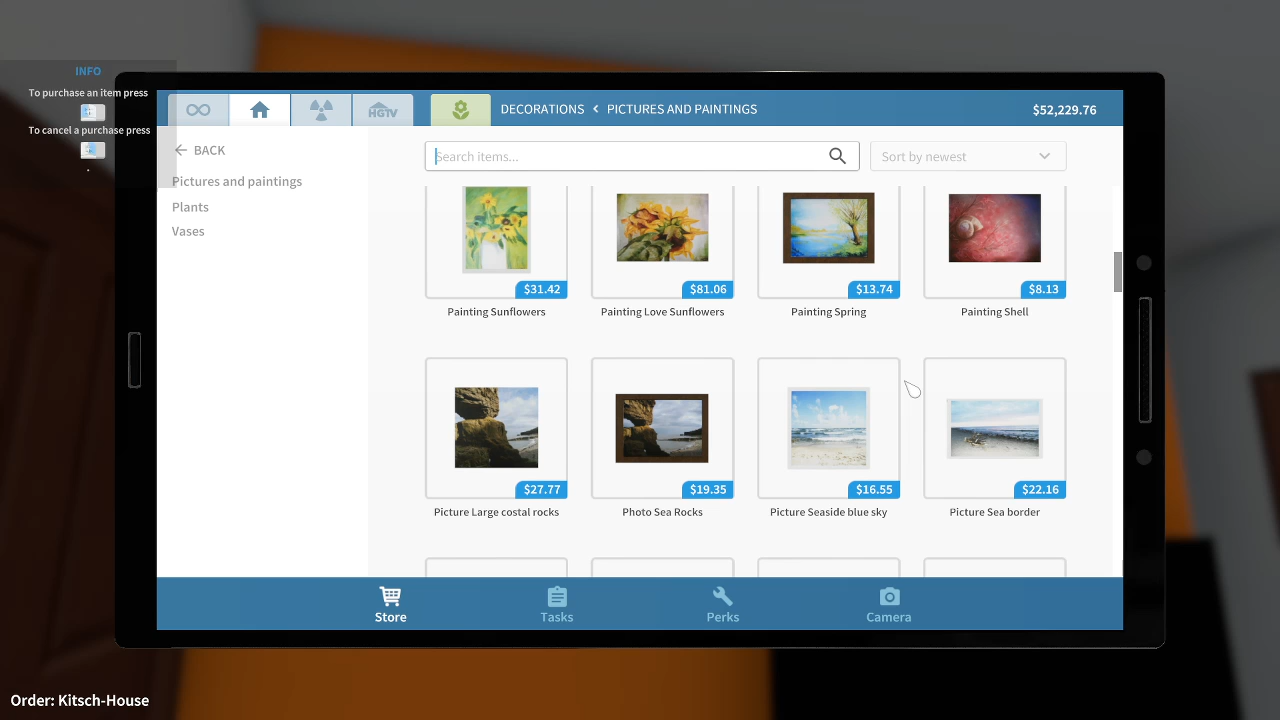 INFO
To purchase an item press
To cancel a purchase press
HGTV
DECORATIONS < PICTURES AND PAINTINGS
$52,229.76
BACK
Search items...
Sort by newest
Pictures and paintings
Plants
Vases
$31.42
$81.06
$13.74
$8.13
Painting Sunflowers
Painting Love Sunflowers
Painting Spring
Painting Shell
$27.77
$19.35
$16.55
$22.16
Picture Large costal rocks
Photo Sea Rocks
Picture Seaside blue sky
Picture Sea border
Store
Tasks
Perks
Camera
Order: Kitsch-House